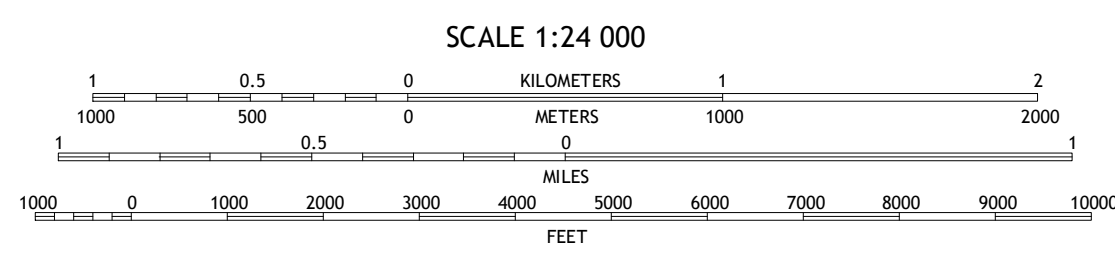 SCALE 1:24 000
1 0.5 0 KILOMETERS 1 2
1000 500 0 METERS 1000 2000
1 0.5 0 1
MILES
1000 0 1000 2000 3000 4000 5000 6000 7000 8000 9000 10000
FEET